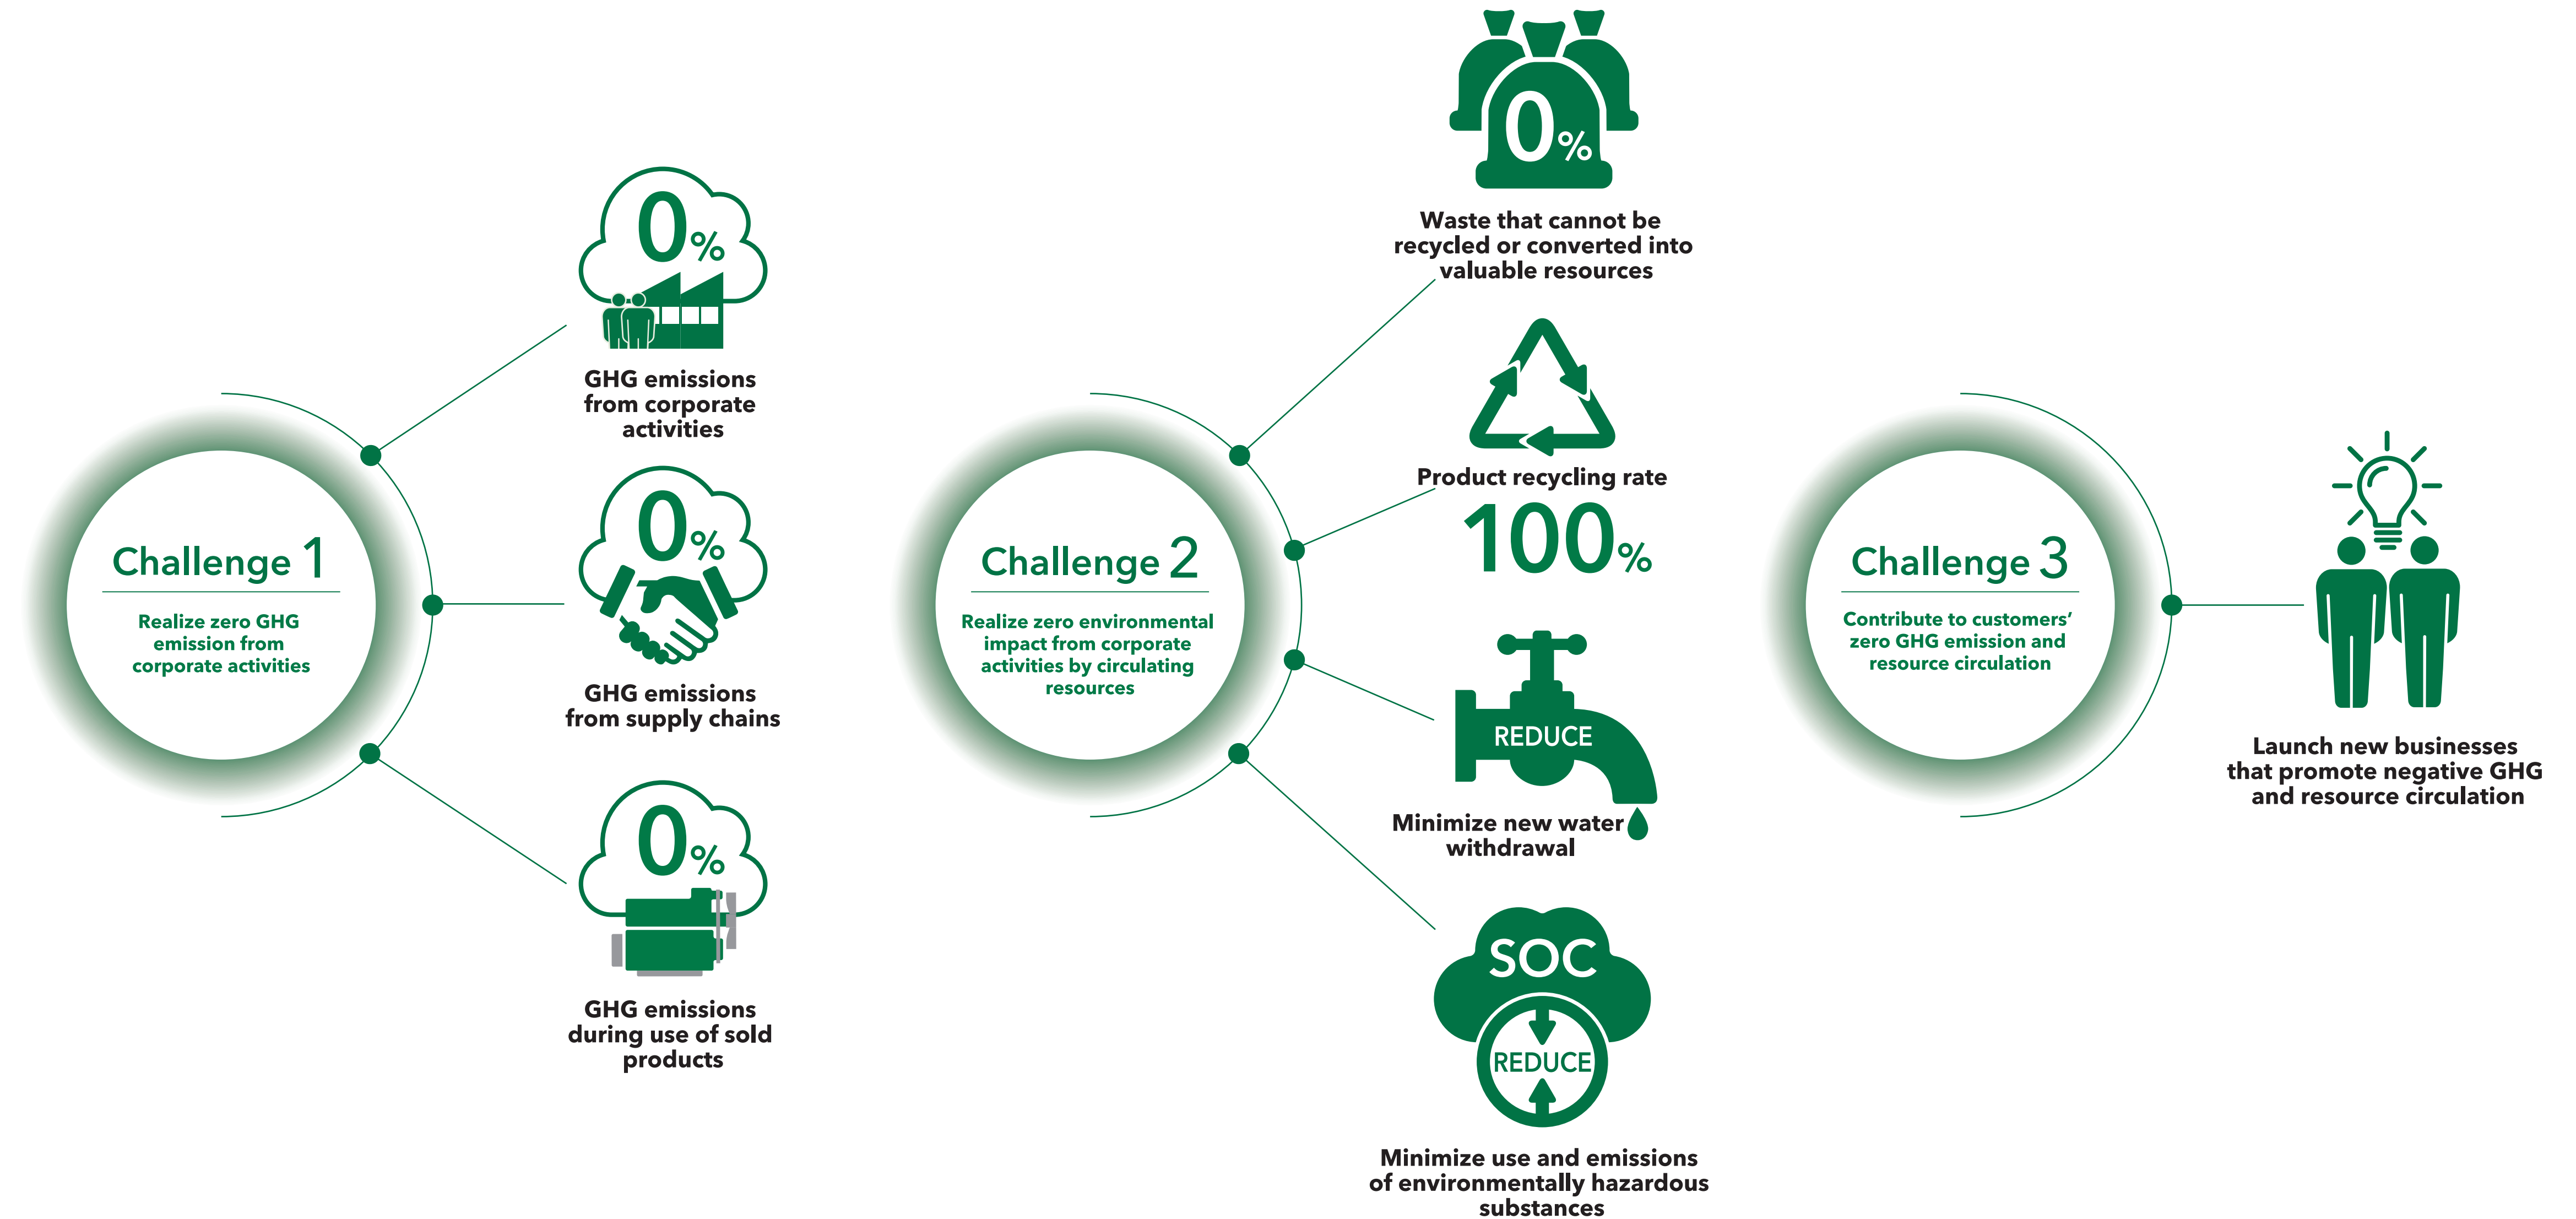 Challenge 1
Realize zero GHG
emission from
corporate activities
0%
GHG emissions
from corporate
activities
0%
GHG emissions
from supply chains
0%
GHG emissions
during use of sold
products
Challenge 2
Realize zero environmental
impact from corporate
activities by circulating
resources
0%
Waste that cannot be
recycled or converted into
valuable resources
Product recycling rate
100%
REDUCE
Minimize new water
withdrawal
SOC
REDUCE
Minimize use and emissions
of environmentally hazardous
substances
Challenge 3
Contribute to customers’
zero GHG emission and
resource circulation
Launch new businesses
that promote negative GHG
and resource circulation